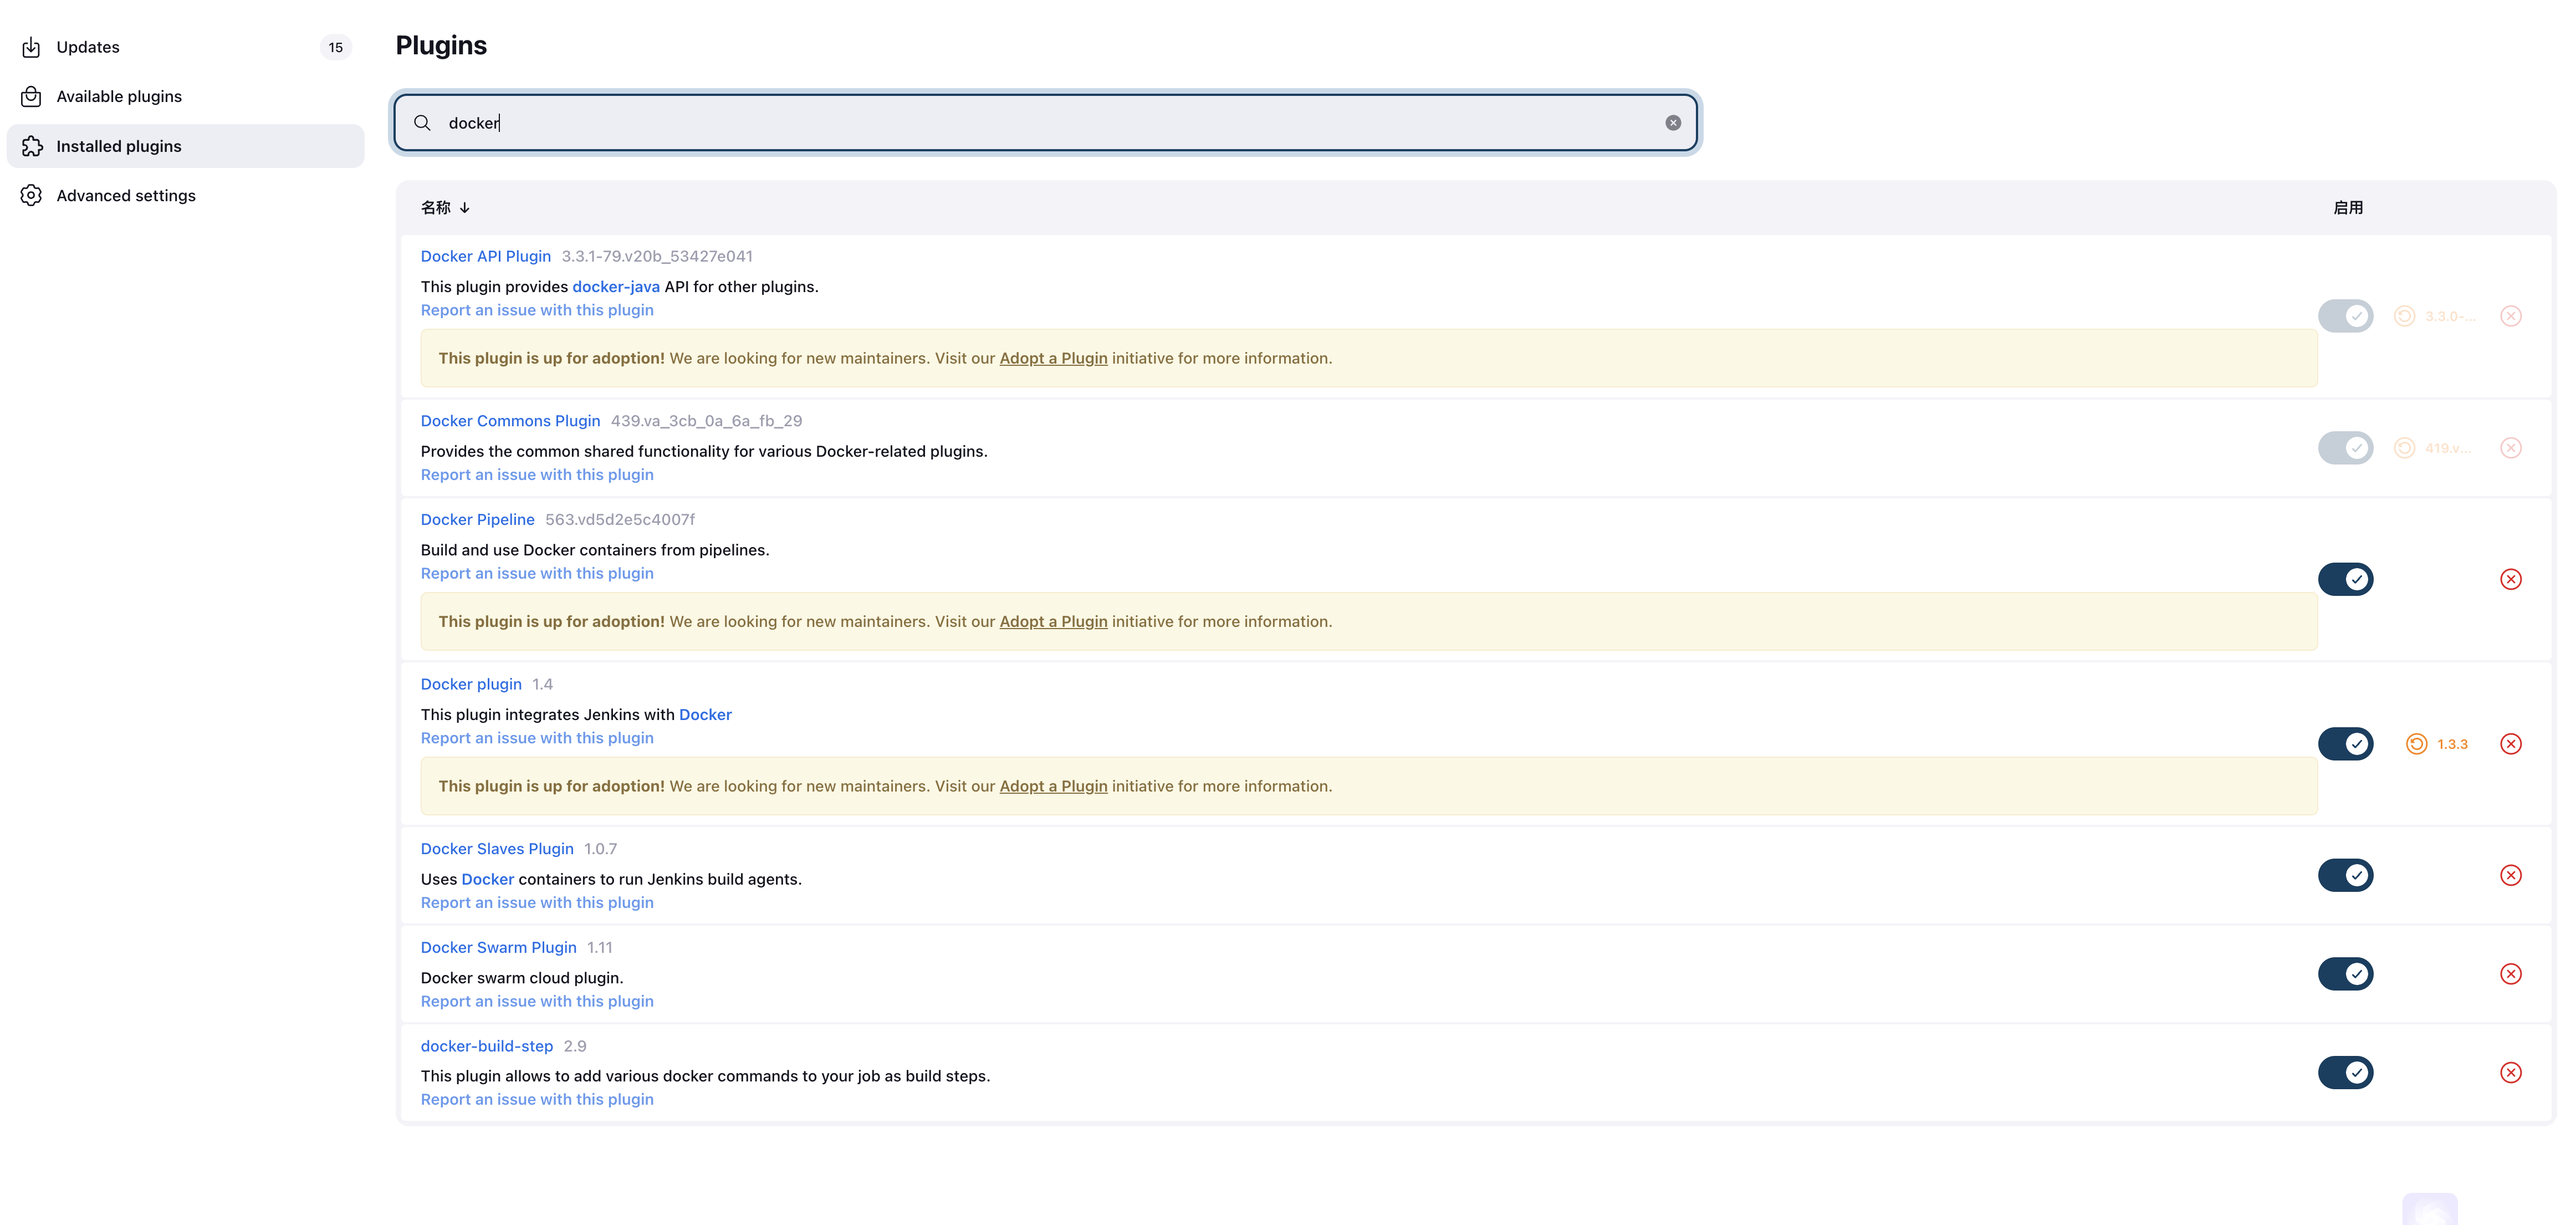 Updates 15
Available plugins
Installed plugins
Advanced settings
Plugins
docker
名称 ↓ 启用
Docker API Plugin 3.3.1-79.v20b_53427e041
This plugin provides docker-java API for other plugins.
Report an issue with this plugin
This plugin is up for adoption! We are looking for new maintainers. Visit our Adopt a Plugin initiative for more information.
3.3.0-...
Docker Commons Plugin 439.va_3cb_0a_6a_fb_29
Provides the common shared functionality for various Docker-related plugins.
Report an issue with this plugin
419.v...
Docker Pipeline 563.vd5d2e5c4007f
Build and use Docker containers from pipelines.
Report an issue with this plugin
This plugin is up for adoption! We are looking for new maintainers. Visit our Adopt a Plugin initiative for more information.
Docker plugin 1.4
This plugin integrates Jenkins with Docker
Report an issue with this plugin
1.3.3
This plugin is up for adoption! We are looking for new maintainers. Visit our Adopt a Plugin initiative for more information.
Docker Slaves Plugin 1.0.7
Uses Docker containers to run Jenkins build agents.
Report an issue with this plugin
Docker Swarm Plugin 1.11
Docker swarm cloud plugin.
Report an issue with this plugin
docker-build-step 2.9
This plugin allows to add various docker commands to your job as build steps.
Report an issue with this plugin